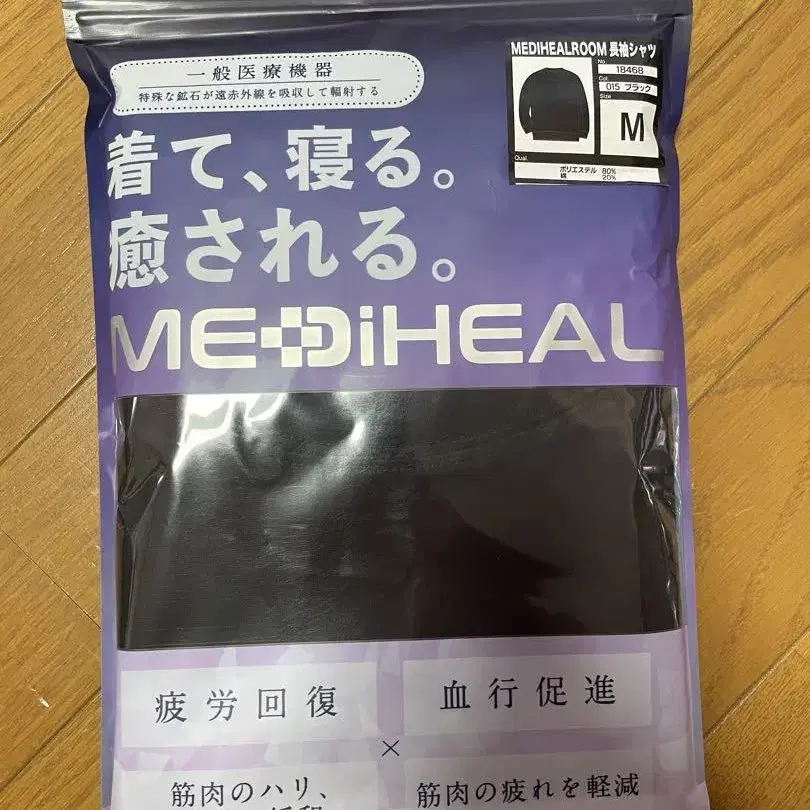 一般医療機器
特殊な鉱石が遠赤外線を吸収して輻射する
MEDIHEALROOM 長袖シャツ
No. 18468
Col. 015 ブラック
Size
M
Qual.
ポリエステル 80%
綿 20%
着て、寝る。
癒される。
MEDiHEAL
疲労回復
血行促進
×
筋肉のハリ、
筋肉の疲れを軽減